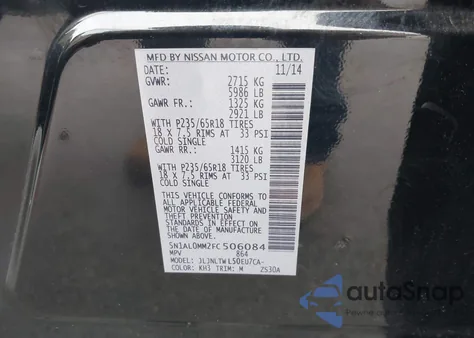 MFD BY NISSAN MOTOR CO., LTD.
DATE: 11/14
GVWR: 2715 KG
5986 LB
GAWR FR.: 1325 KG
2921 LB
WITH P235/65R18 TIRES
18 X 7.5 RIMS AT 33 PSI
COLD SINGLE
GAWR RR.: 1415 KG
3120 LB
WITH P235/65R18 TIRES
18 X 7.5 RIMS AT 33 PSI
COLD SINGLE
THIS VEHICLE CONFORMS TO
ALL APPLICABLE FEDERAL
MOTOR VEHICLE SAFETY AND
THEFT PREVENTION STANDARDS
IN EFFECT ON THE DATE OF
MANUFACTURE SHOWN ABOVE.
5N1AL0MM2FC506084
MPV 864
MODEL: JLJNLTWL50EU7CA-
COLOR: KH3 TRIM: M ZS30A
autoSnap